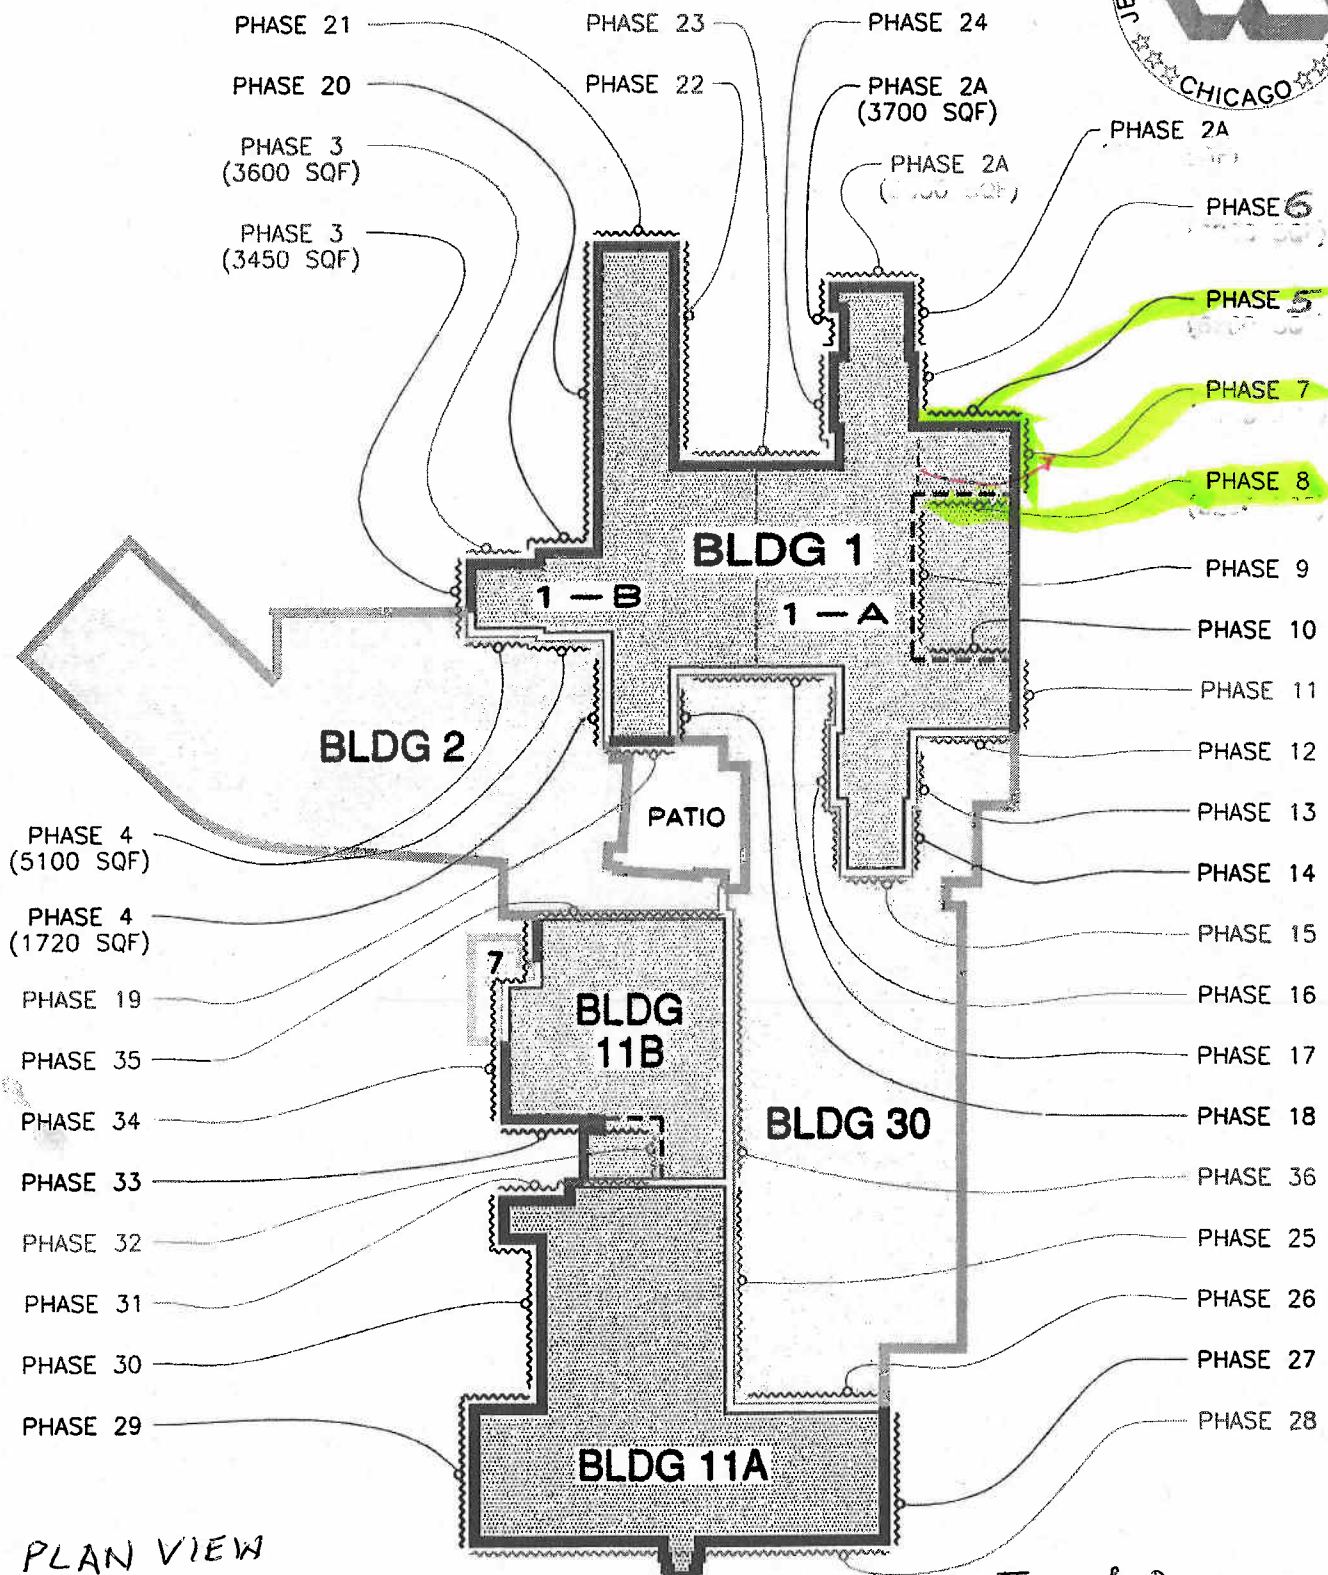 PHASE 21
PHASE 23
PHASE 24
PHASE 20
PHASE 22
PHASE 2A
(3700 SQF)
CHICAGO
PHASE 2A
PHASE 3
(3600 SQF)
PHASE 2A
PHASE 6
PHASE 3
(3450 SQF)
PHASE 5
PHASE 7
PHASE 8
BLDG 1
PHASE 9
1 - B
1 - A
PHASE 10
PHASE 11
BLDG 2
PHASE 12
PATIO
PHASE 13
PHASE 4
(5100 SQF)
PHASE 14
PHASE 4
(1720 SQF)
PHASE 15
7
PHASE 19
PHASE 16
BLDG
11B
PHASE 35
PHASE 17
PHASE 34
BLDG 30
PHASE 18
PHASE 33
PHASE 36
PHASE 32
PHASE 25
PHASE 31
PHASE 26
PHASE 30
PHASE 27
PHASE 29
PHASE 28
BLDG 11A
PLAN VIEW